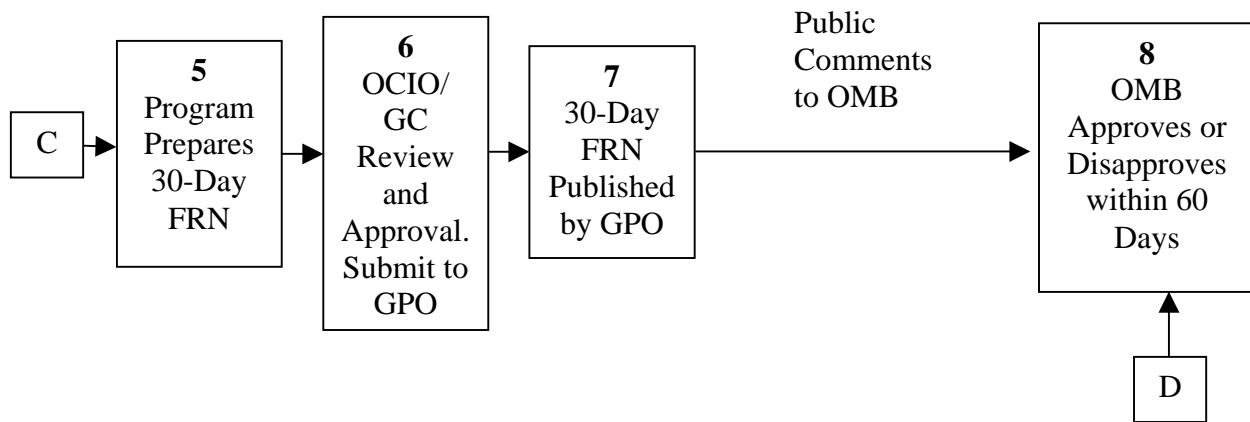 C
5
Program
Prepares
30-Day
FRN
6
OCIO/
GC
Review
and
Approval.
Submit to
GPO
7
30-Day
FRN
Published
by GPO
Public
Comments
to OMB
8
OMB
Approves or
Disapproves
within 60
Days
D